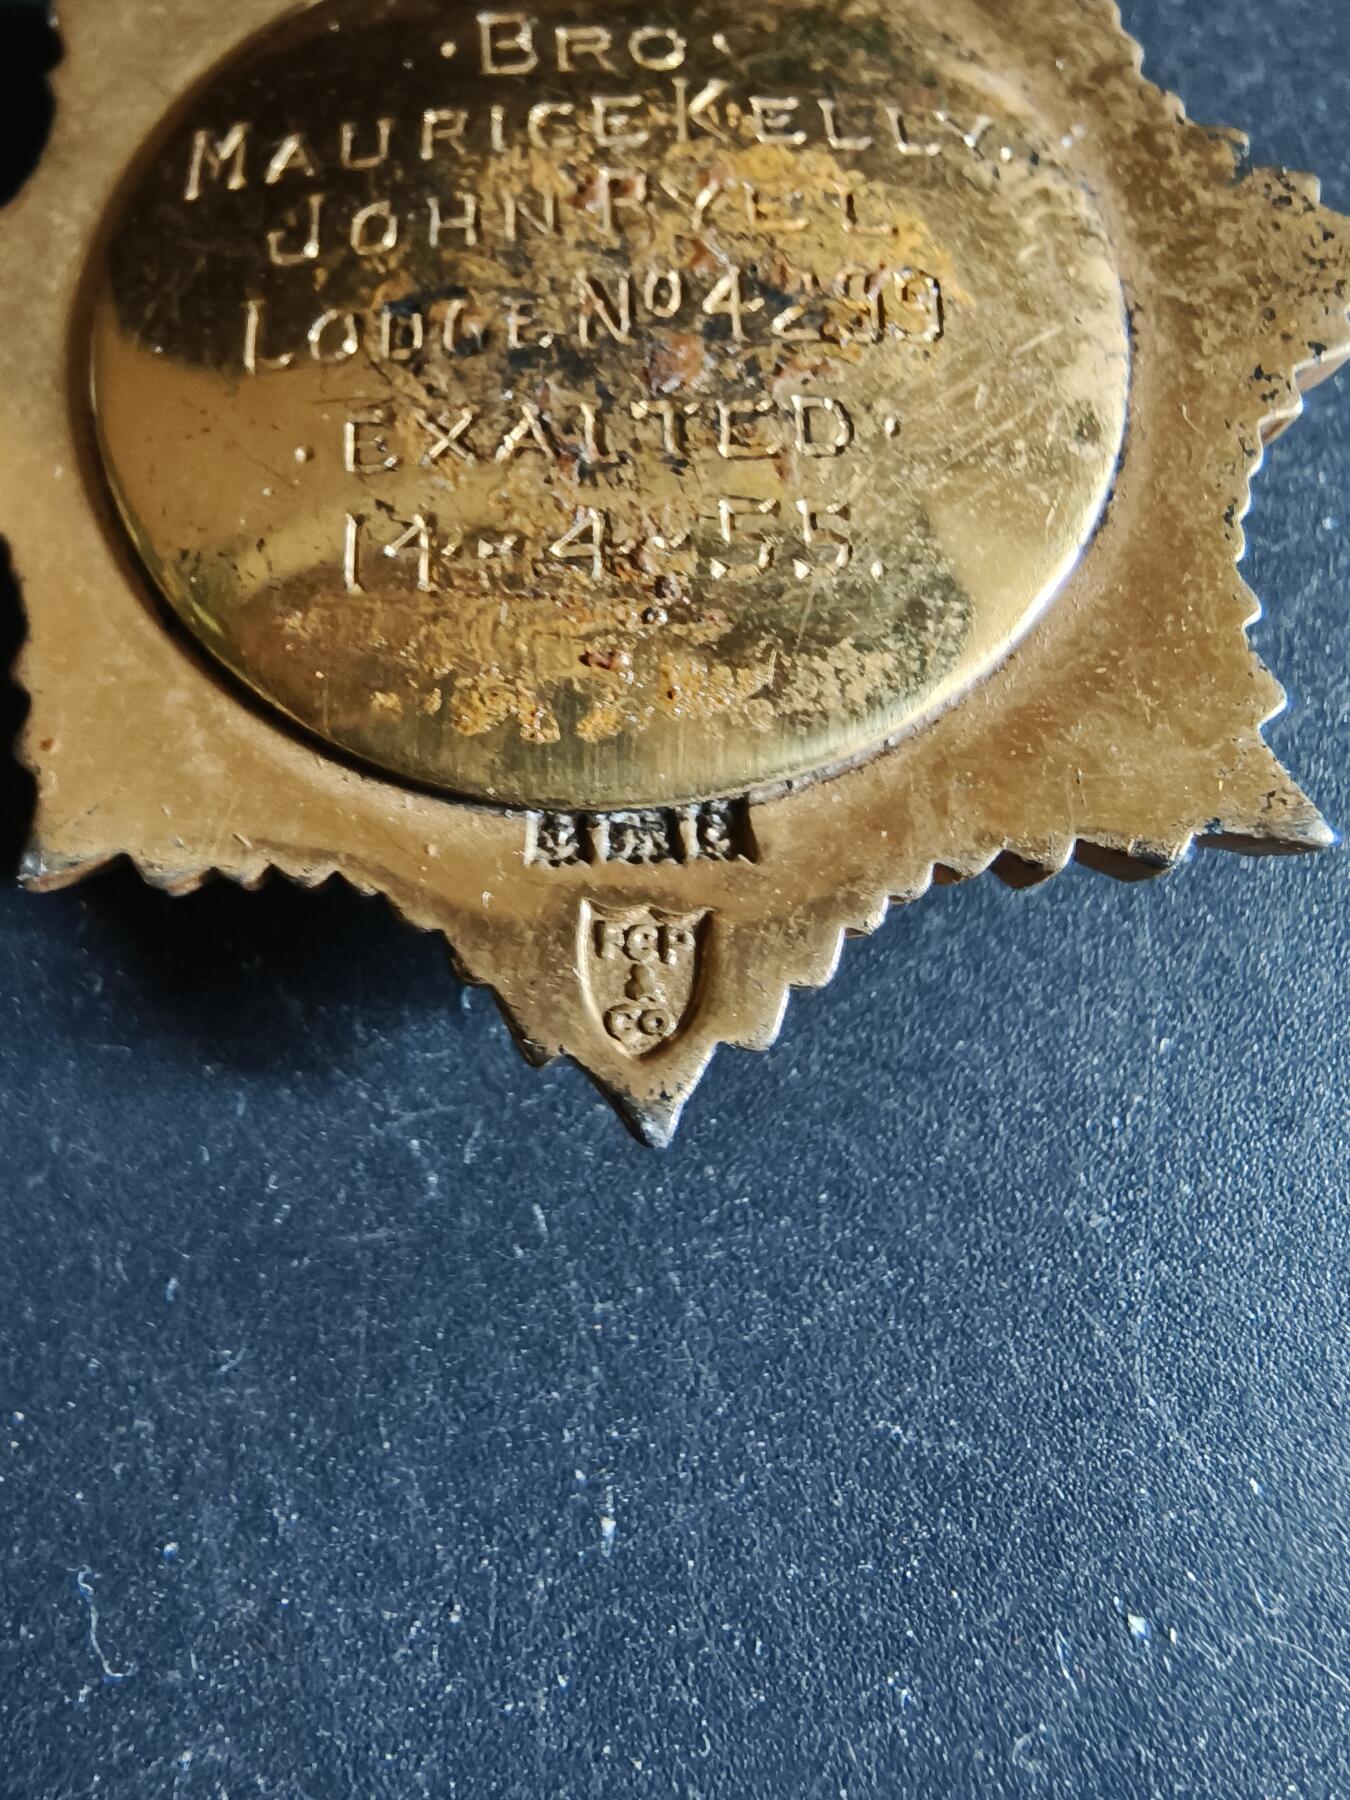 ·BRO·
MAURICE KELLY.
JOHN RYEL
LODGE No 4299
·EXALTED·
14·4·55.
FCP
&
CO